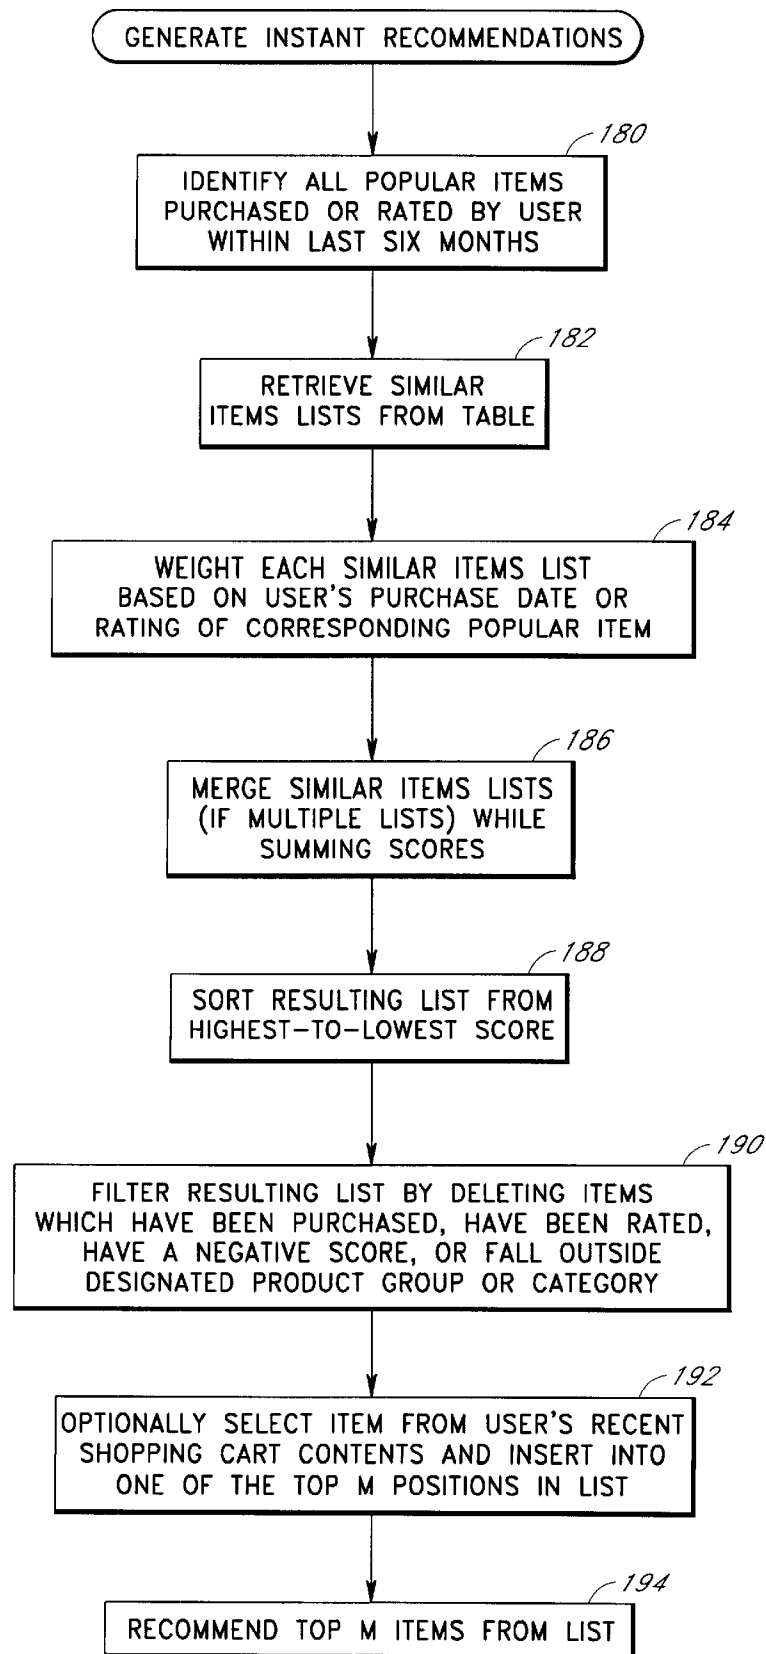 GENERATE INSTANT RECOMMENDATIONS
180
IDENTIFY ALL POPULAR ITEMS
PURCHASED OR RATED BY USER
WITHIN LAST SIX MONTHS
182
RETRIEVE SIMILAR
ITEMS LISTS FROM TABLE
184
WEIGHT EACH SIMILAR ITEMS LIST
BASED ON USER'S PURCHASE DATE OR
RATING OF CORRESPONDING POPULAR ITEM
186
MERGE SIMILAR ITEMS LISTS
(IF MULTIPLE LISTS) WHILE
SUMMING SCORES
188
SORT RESULTING LIST FROM
HIGHEST-TO-LOWEST SCORE
190
FILTER RESULTING LIST BY DELETING ITEMS
WHICH HAVE BEEN PURCHASED, HAVE BEEN RATED,
HAVE A NEGATIVE SCORE, OR FALL OUTSIDE
DESIGNATED PRODUCT GROUP OR CATEGORY
192
OPTIONALLY SELECT ITEM FROM USER'S RECENT
SHOPPING CART CONTENTS AND INSERT INTO
ONE OF THE TOP M POSITIONS IN LIST
194
RECOMMEND TOP M ITEMS FROM LIST